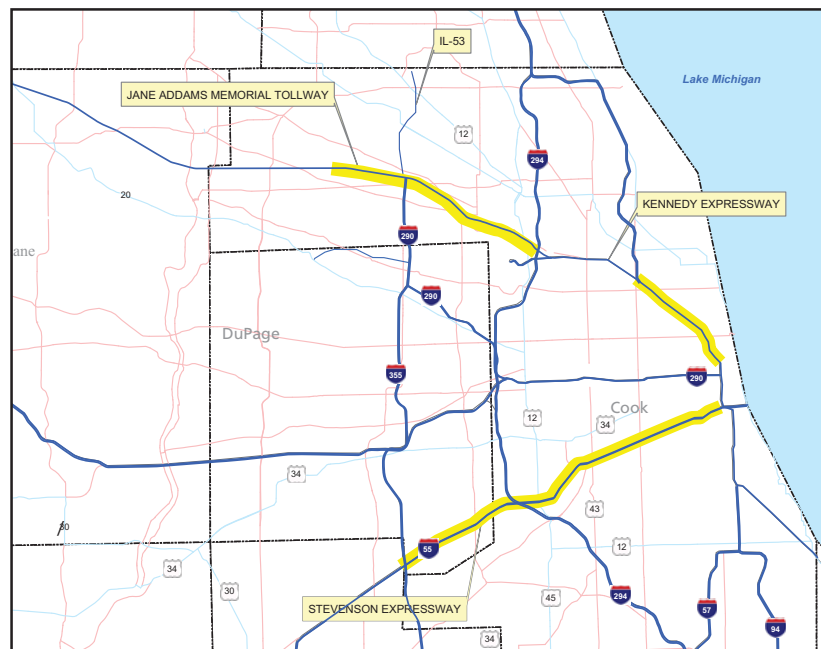 IL-53
Lake Michigan
JANE ADDAMS MEMORIAL TOLLWAY
12
294
20
KENNEDY EXPRESSWAY
290
ane
290
DuPage
355
290
Cook
12
34
34
43
30
55
12
34
30
45
294
STEVENSON EXPRESSWAY
57
34
94